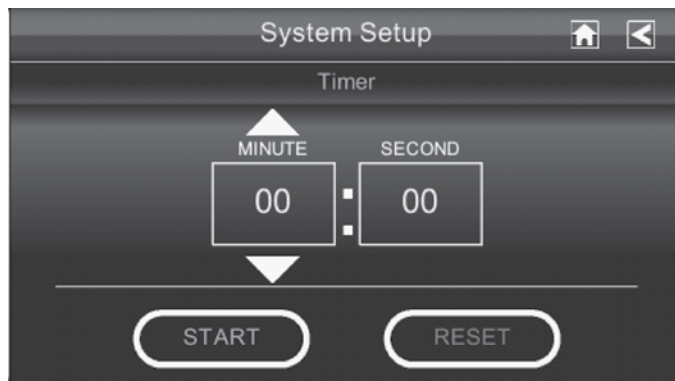 System Setup
Timer
MINUTE SECOND
00 : 00
START RESET